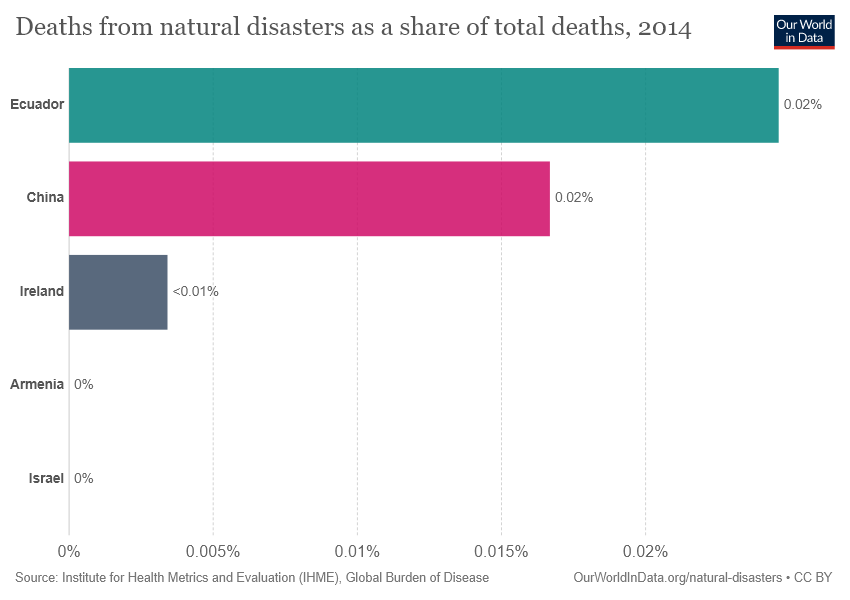 Deaths from natural disasters as a share of total deaths, 2014
Our World
in Data
Ecuador
0.02%
China
0.02%
Ireland
<0.01%
Armenia
0%
Israel
0%
0%
0.005%
0.01%
0.015%
0.02%
Source: Institute for Health Metrics and Evaluation (IHME), Global Burden of Disease
OurWorldInData.org/natural-disasters • CC BY